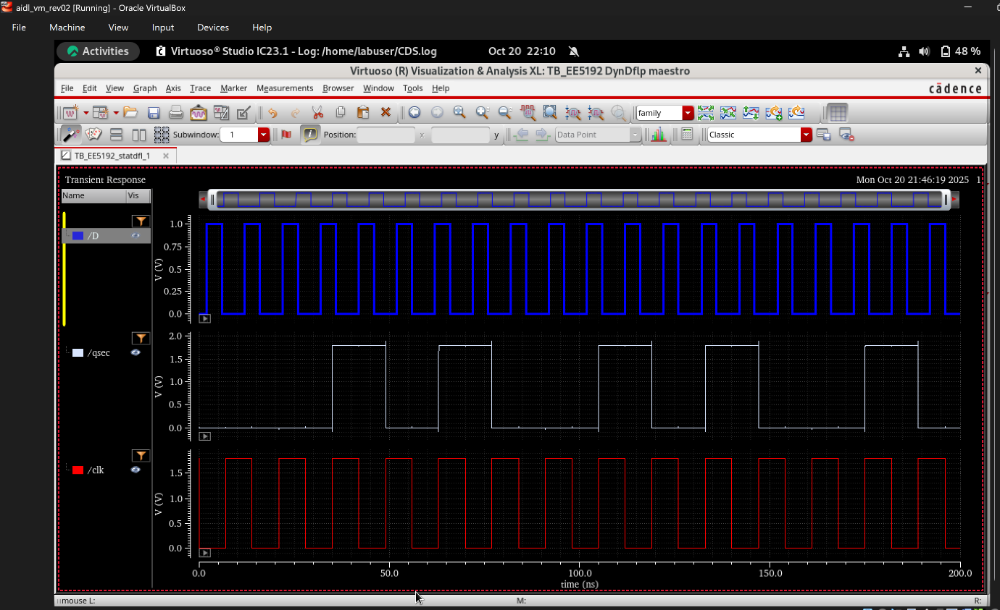 aidl_vm_rev02 [Running] - Oracle VirtualBox
File Machine View Input Devices Help
Activities Virtuoso® Studio IC23.1 - Log: /home/labuser/CDS.log Oct 20 22:10 48 %
Virtuoso (R) Visualization & Analysis XL: TB_EE5192 DynDflp maestro
File Edit View Graph Axis Trace Marker Measurements Browser Window Tools Help cādence
family
Subwindow: 1 Position: x y Data Point Classic
TB_EE5192_statdfl_1
Transient Response Mon Oct 20 21:46:19 2025 1
Name Vis
/D
V (V)
1.0
0.75
0.5
0.25
0.0
/qsec
V (V)
2.0
1.5
1.0
0.5
0.0
/clk
V (V)
1.5
1.0
0.5
0.0
0.0 50.0 100.0 150.0 200.0
time (ns)
mouse L: M: R: